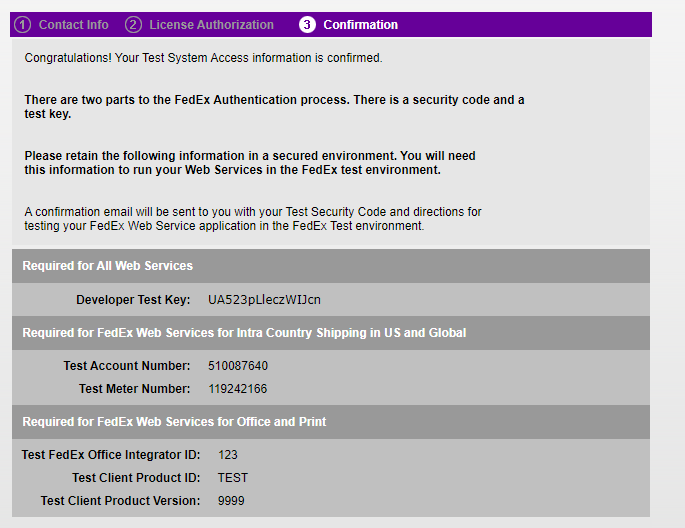 1 Contact Info 2 License Authorization 3 Confirmation
Congratulations! Your Test System Access information is confirmed.
There are two parts to the FedEx Authentication process. There is a security code and a
test key.
Please retain the following information in a secured environment. You will need
this information to run your Web Services in the FedEx test environment.
A confirmation email will be sent to you with your Test Security Code and directions for
testing your FedEx Web Service application in the FedEx Test environment.
Required for All Web Services
Developer Test Key: UA523pLleczWIJcn
Required for FedEx Web Services for Intra Country Shipping in US and Global
Test Account Number: 510087640
Test Meter Number: 119242166
Required for FedEx Web Services for Office and Print
Test FedEx Office Integrator ID: 123
Test Client Product ID: TEST
Test Client Product Version: 9999